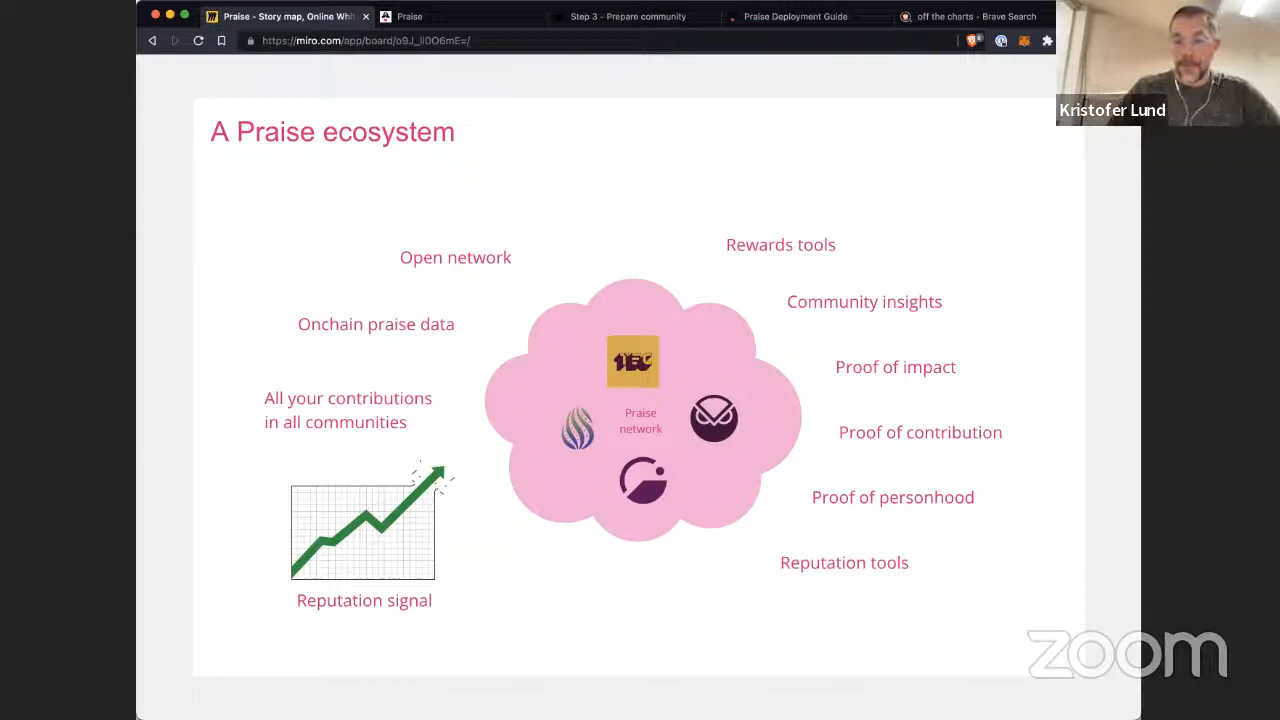 Praise - Story map, Online Whi
Praise
Step 3 - Prepare community
Praise Deployment Guide
off the charts - Brave Search
Kristofer Lund
A Praise ecosystem
Open network
Rewards tools
Community insights
Onchain praise data
Proof of impact
All your contributions
in all communities
TEC
Praise
network
Proof of contribution
Proof of personhood
Reputation tools
Reputation signal
zoom